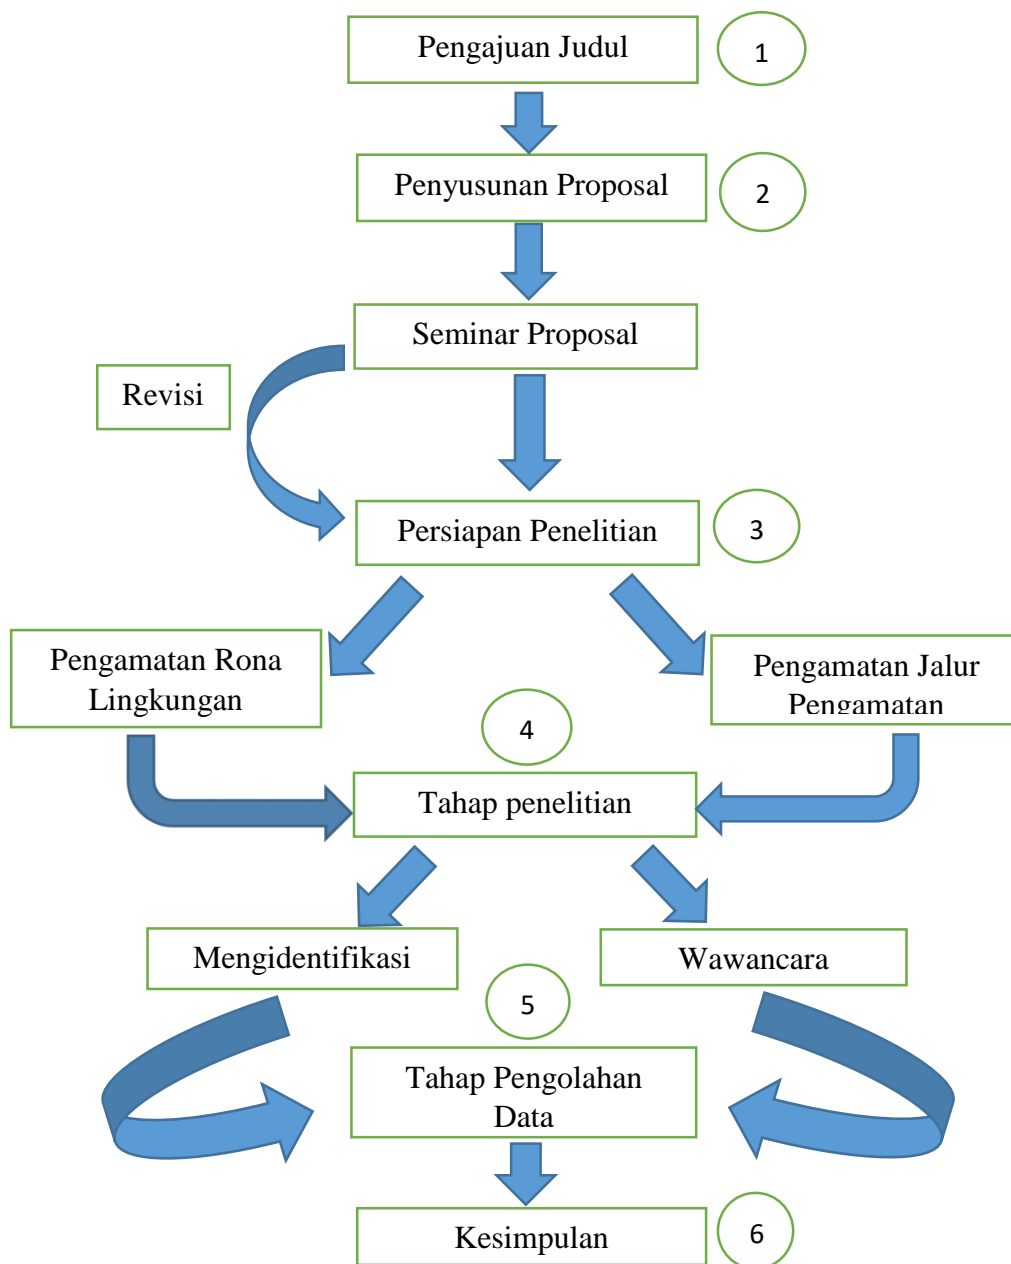 Pengajuan Judul
1
Penyusunan Proposal
2
Seminar Proposal
Revisi
Persiapan Penelitian
3
Pengamatan Rona
Lingkungan
Pengamatan Jalur
Pengamatan
4
Tahap penelitian
Mengidentifikasi
Wawancara
5
Tahap Pengolahan
Data
Kesimpulan
6